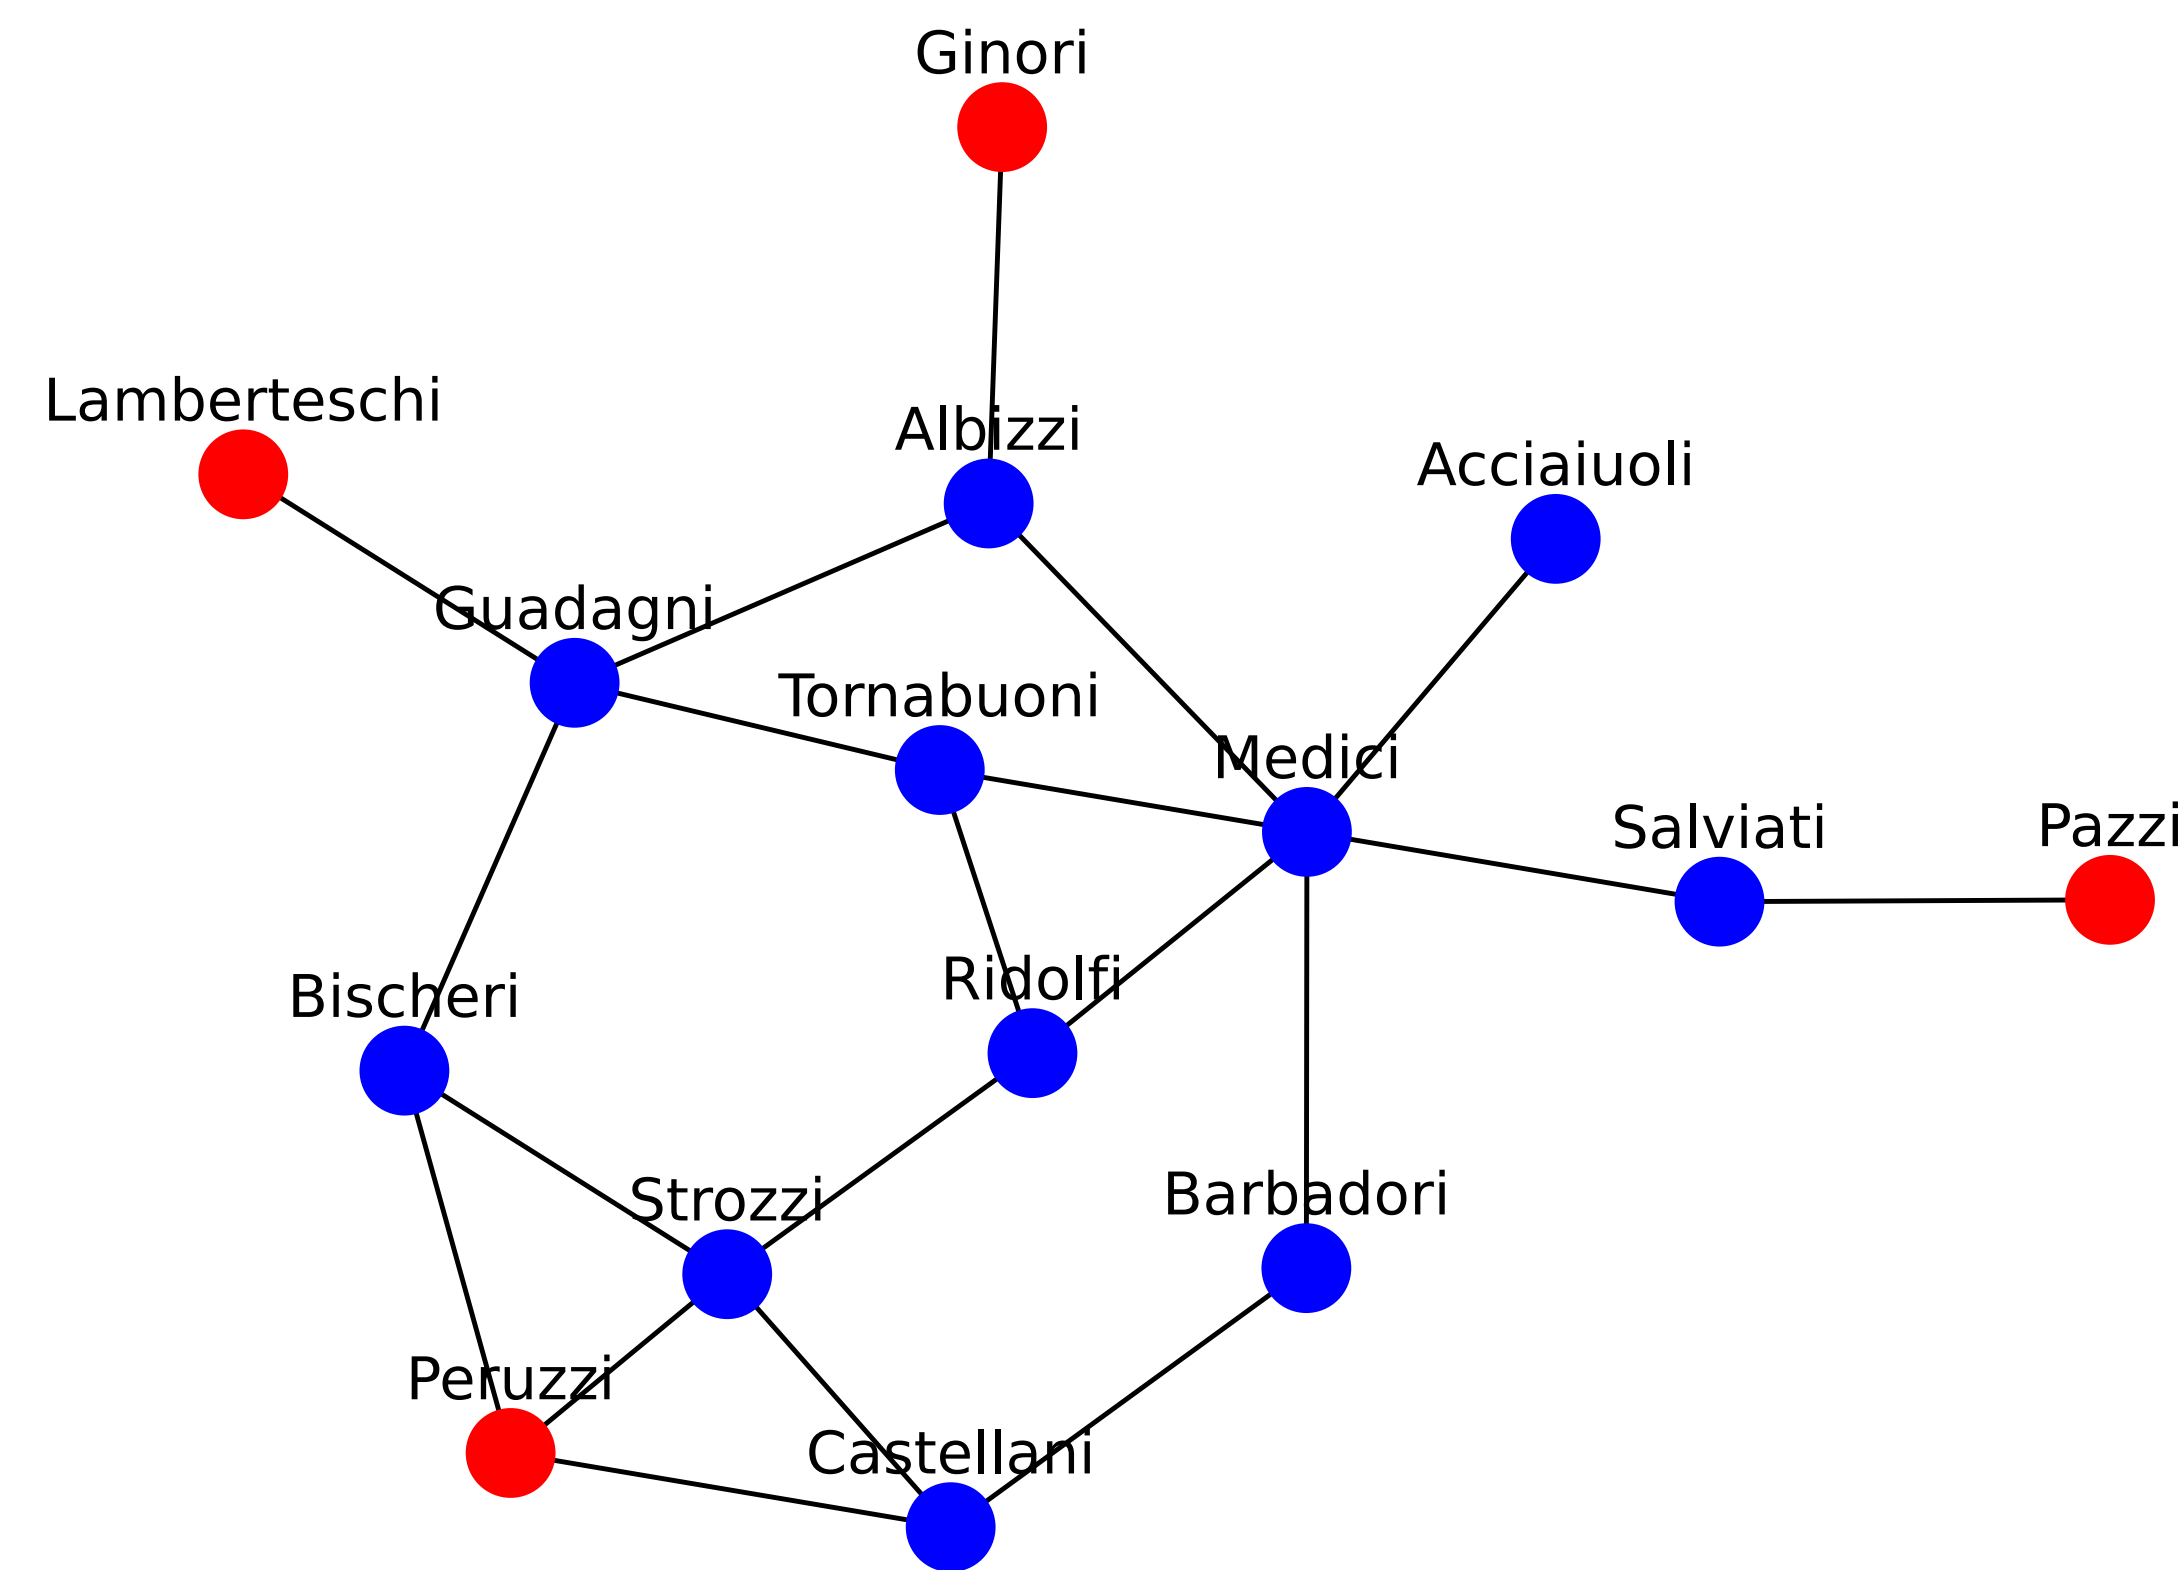 Ginori
Lamberteschi
Albizzi
Acciaiuoli
Guadagni
Tornabuoni
Medici
Salviati
Pazzi
Ridolfi
Bischeri
Strozzi
Barbadori
Peruzzi
Castellani